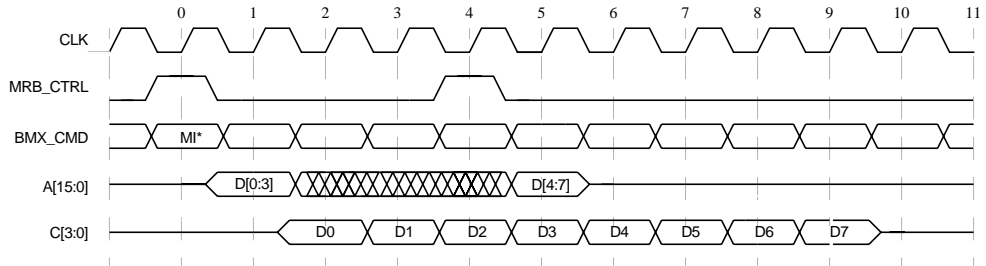 0 1 2 3 4 5 6 7 8 9 10 11
CLK
MRB_CTRL
BMX_CMD MI*
A[15:0] D[0:3] D[4:7]
C[3:0] D0 D1 D2 D3 D4 D5 D6 D7